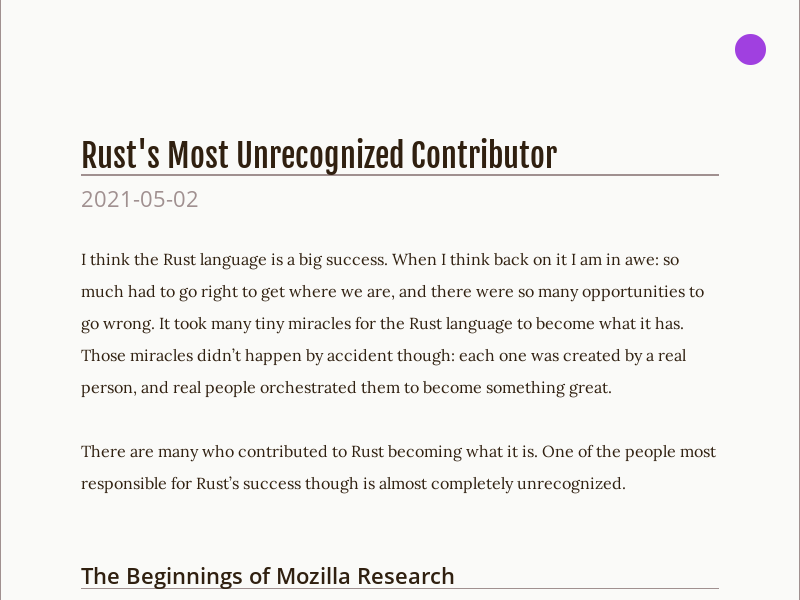 Rust's Most Unrecognized Contributor
2021-05-02
I think the Rust language is a big success. When I think back on it I am in awe: so
much had to go right to get where we are, and there were so many opportunities to
go wrong. It took many tiny miracles for the Rust language to become what it has.
Those miracles didn’t happen by accident though: each one was created by a real
person, and real people orchestrated them to become something great.
There are many who contributed to Rust becoming what it is. One of the people most
responsible for Rust’s success though is almost completely unrecognized.
The Beginnings of Mozilla Research